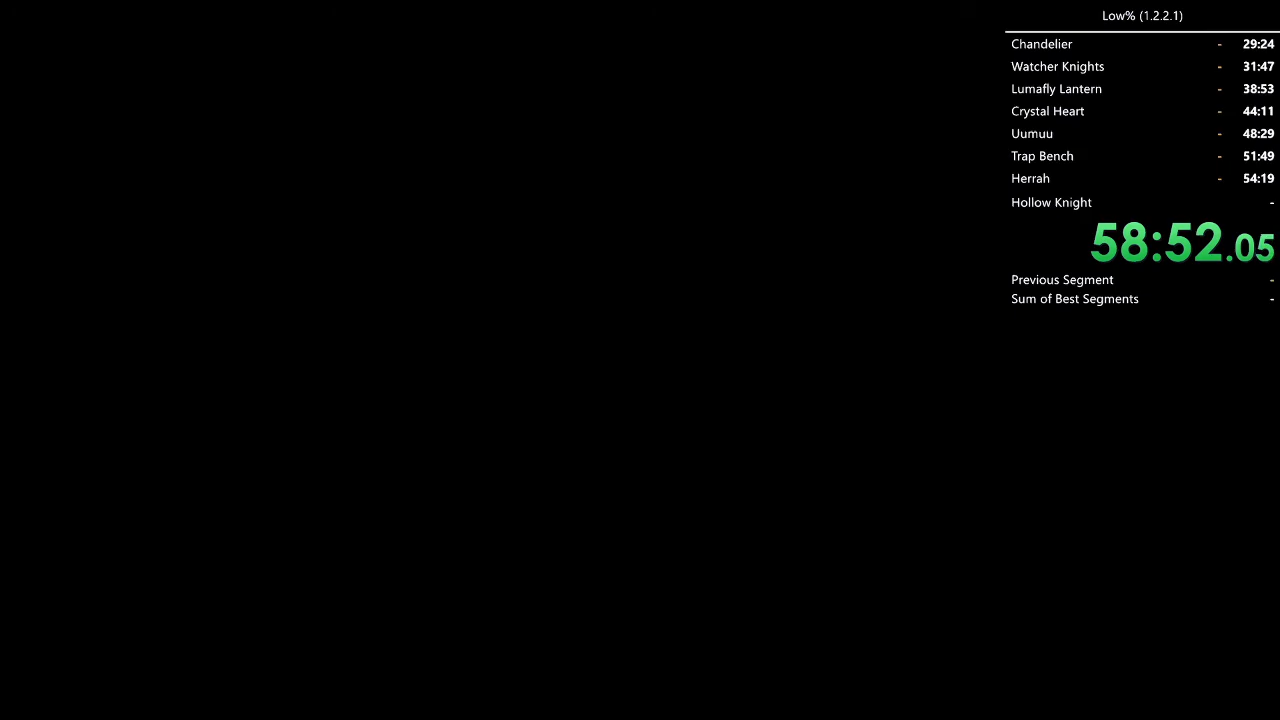 Low% (1.2.2.1)
Chandelier - 29:24
Watcher Knights - 31:47
Lumafly Lantern - 38:53
Crystal Heart - 44:11
Uumuu - 48:29
Trap Bench - 51:49
Herrah - 54:19
Hollow Knight -
58:52.05
Previous Segment -
Sum of Best Segments -